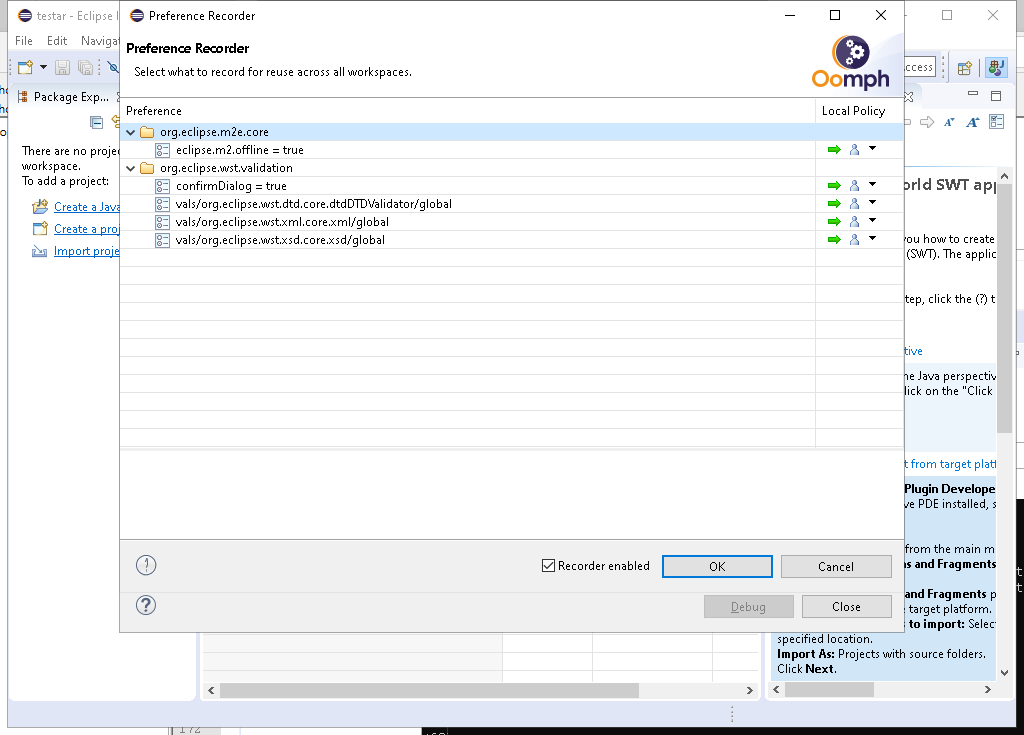 testar - Eclipse
Preference Recorder
File Edit Navigat
Preference Recorder
Select what to record for reuse across all workspaces.
Oomph
ccess
Package Exp...
Preference Local Policy
org.eclipse.m2e.core
eclipse.m2.offline = true
org.eclipse.wst.validation
confirmDialog = true
vals/org.eclipse.wst.dtd.core.dtdDTDValidator/global
vals/org.eclipse.wst.xml.core.xml/global
vals/org.eclipse.wst.xsd.core.xsd/global
There are no projec
workspace.
To add a project:
Create a Java
Create a proj
Import proje
orld SWT app
you how to create
(SWT). The applic
tep, click the (?) t
tive
he Java perspectiv
lick on the "Click
t from target platf
Plugin Develope
ve PDE installed, s
from the main m
ns and Fragments
and Fragments p
e target platform.
s to import: Select
specified location.
Import As: Projects with source folders.
Click Next.
Recorder enabled
OK
Cancel
Debug
Close
172